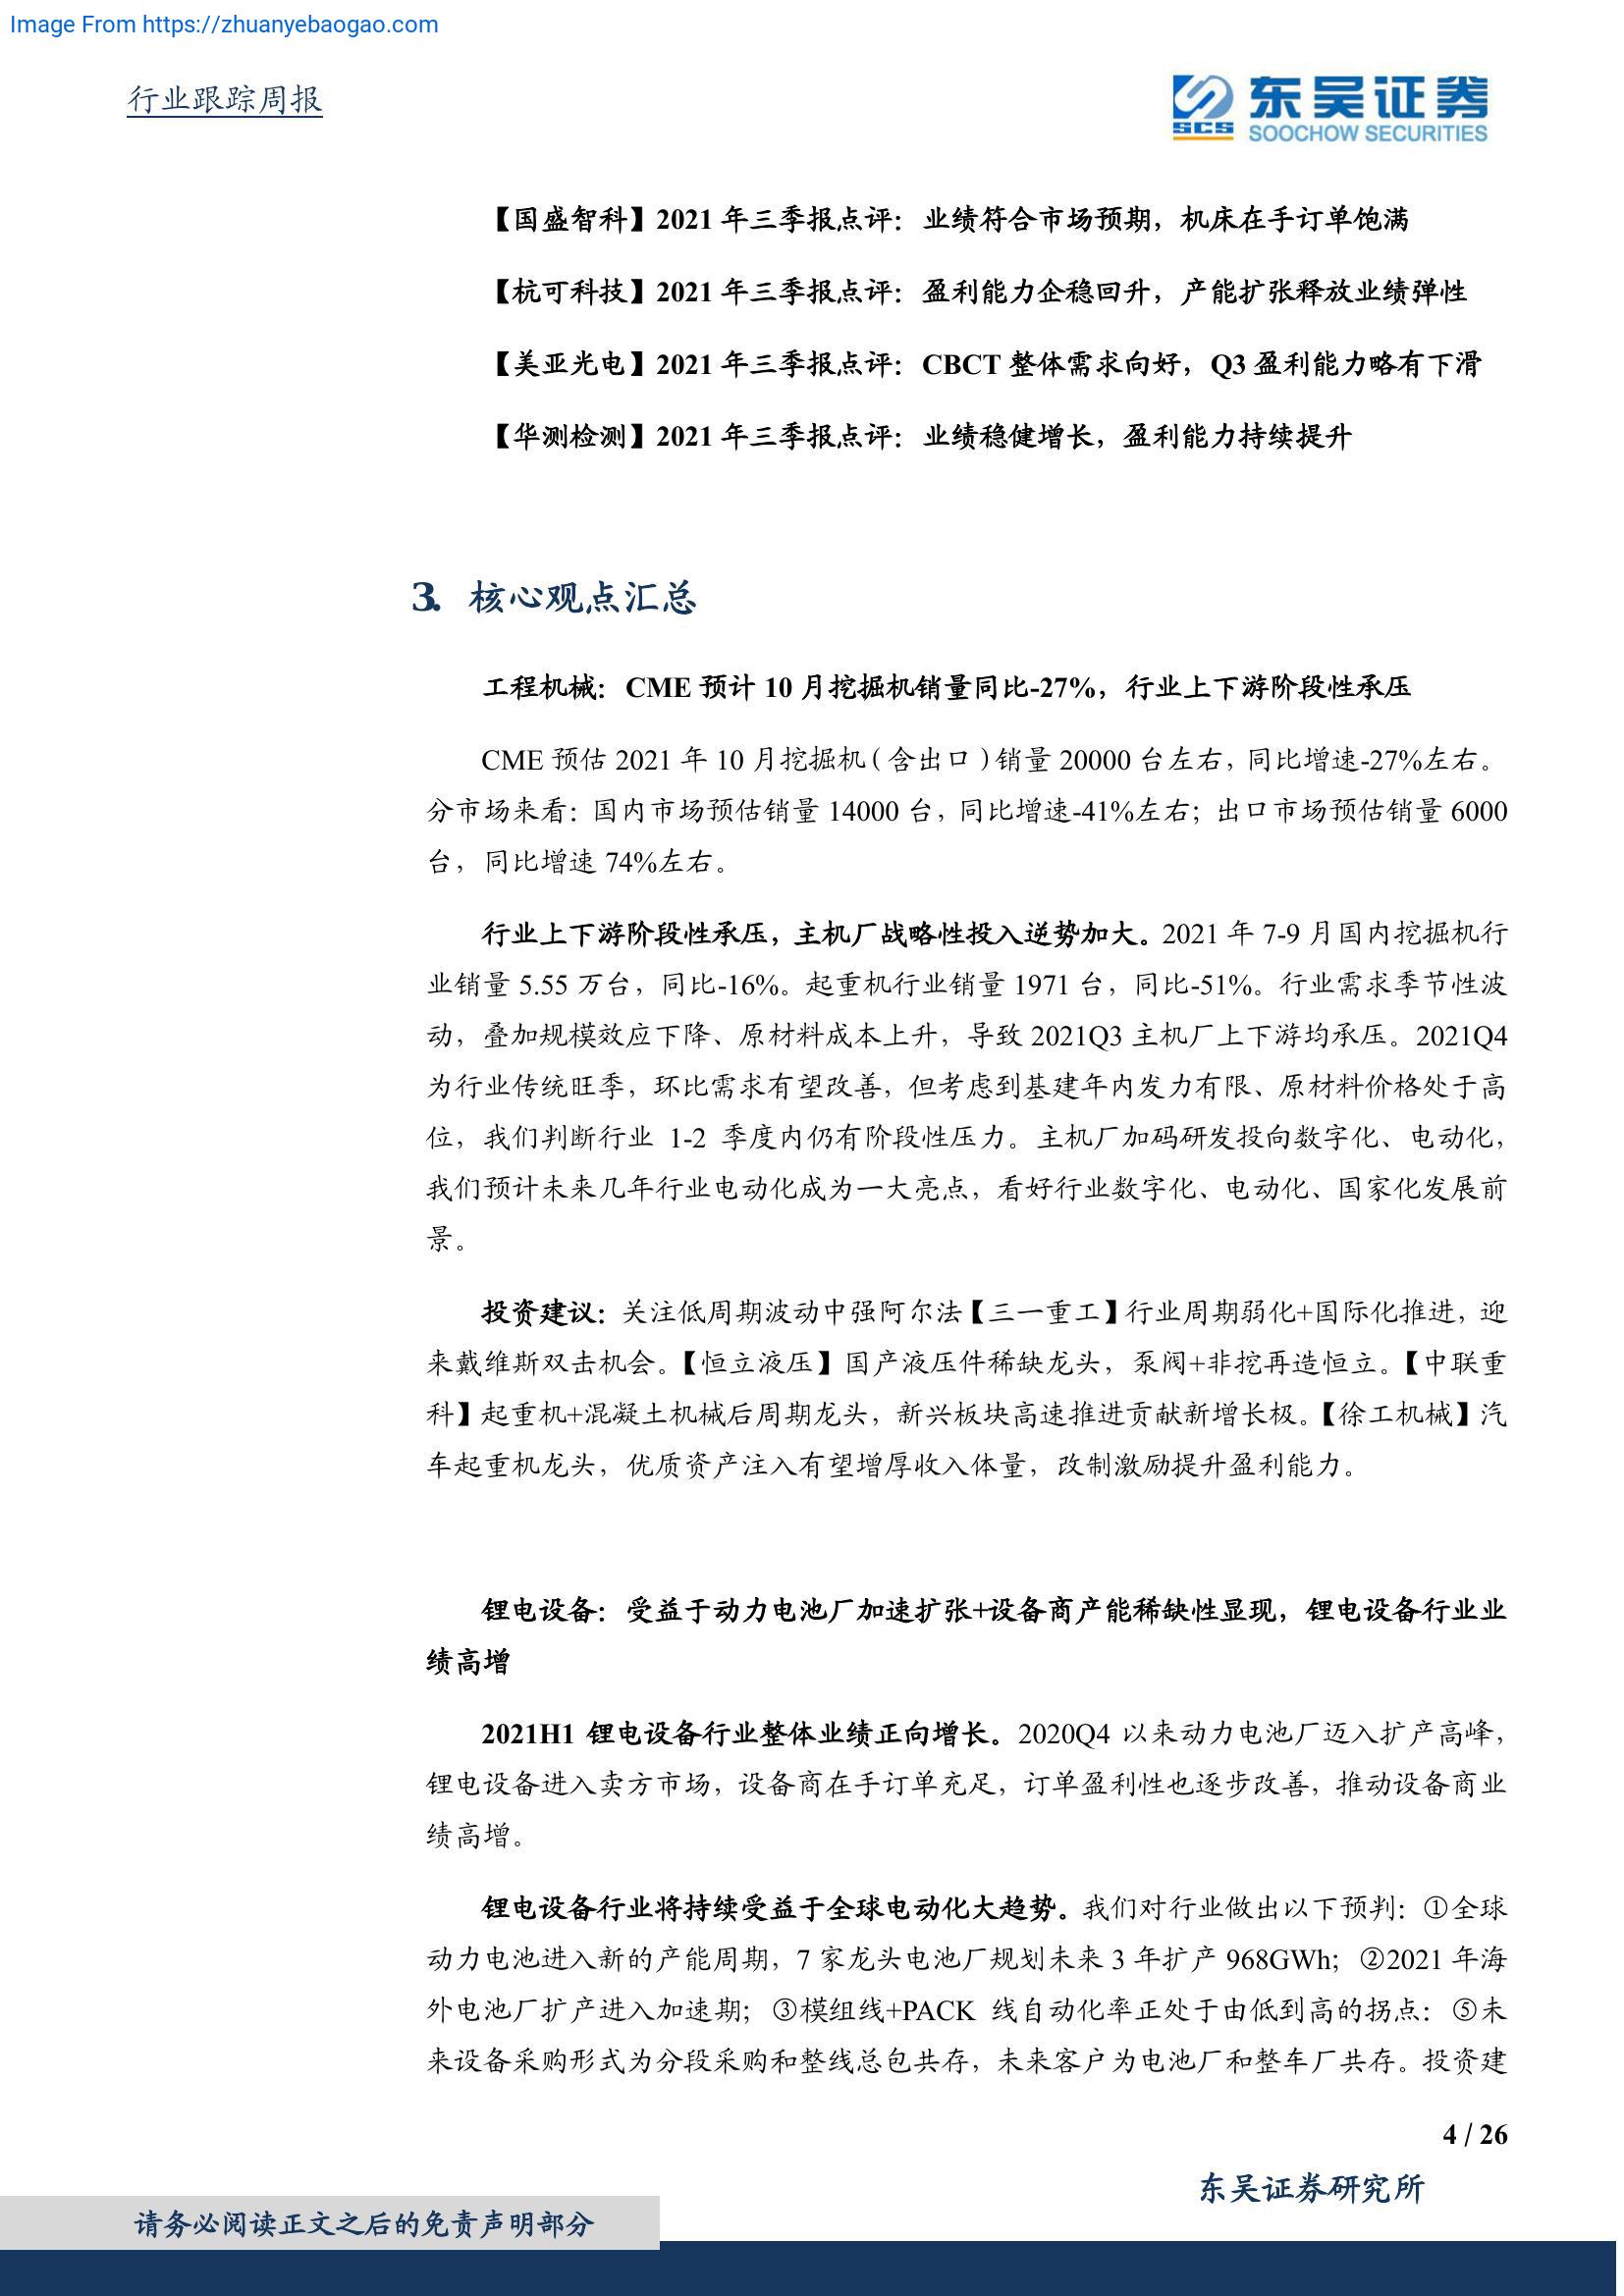 Image From https://zhuanyebaogao.com
行业跟踪周报
SCS
东吴证券
SOOCHOW SECURITIES
【国盛智科】2021 年三季报点评：业绩符合市场预期，机床在手订单饱满
【杭可科技】2021 年三季报点评：盈利能力企稳回升，产能扩张释放业绩弹性
【美亚光电】2021 年三季报点评：CBCT 整体需求向好，Q3 盈利能力略有下滑
【华测检测】2021 年三季报点评：业绩稳健增长，盈利能力持续提升
3. 核心观点汇总
工程机械：CME 预计 10 月挖掘机销量同比-27%，行业上下游阶段性承压
CME 预估 2021 年 10 月挖掘机（含出口）销量 20000 台左右，同比增速-27%左右。
分市场来看：国内市场预估销量 14000 台，同比增速-41%左右；出口市场预估销量 6000
台，同比增速 74%左右。
行业上下游阶段性承压，主机厂战略性投入逆势加大。2021 年 7-9 月国内挖掘机行
业销量 5.55 万台，同比-16%。起重机行业销量 1971 台，同比-51%。行业需求季节性波
动，叠加规模效应下降、原材料成本上升，导致 2021Q3 主机厂上下游均承压。2021Q4
为行业传统旺季，环比需求有望改善，但考虑到基建年内发力有限、原材料价格处于高
位，我们判断行业 1-2 季度内仍有阶段性压力。主机厂加码研发投向数字化、电动化，
我们预计未来几年行业电动化成为一大亮点，看好行业数字化、电动化、国家化发展前
景。
投资建议：关注低周期波动中强阿尔法【三一重工】行业周期弱化+国际化推进，迎
来戴维斯双击机会。【恒立液压】国产液压件稀缺龙头，泵阀+非挖再造恒立。【中联重
科】起重机+混凝土机械后周期龙头，新兴板块高速推进贡献新增长极。【徐工机械】汽
车起重机龙头，优质资产注入有望增厚收入体量，改制激励提升盈利能力。
锂电设备：受益于动力电池厂加速扩张+设备商产能稀缺性显现，锂电设备行业业
绩高增
2021H1 锂电设备行业整体业绩正向增长。2020Q4 以来动力电池厂迈入扩产高峰，
锂电设备进入卖方市场，设备商在手订单充足，订单盈利性也逐步改善，推动设备商业
绩高增。
锂电设备行业将持续受益于全球电动化大趋势。我们对行业做出以下预判：①全球
动力电池进入新的产能周期，7 家龙头电池厂规划未来 3 年扩产 968GWh；②2021 年海
外电池厂扩产进入加速期；③模组线+PACK 线自动化率正处于由低到高的拐点：⑤未
来设备采购形式为分段采购和整线总包共存，未来客户为电池厂和整车厂共存。投资建
4 / 26
东吴证券研究所
请务必阅读正文之后的免责声明部分